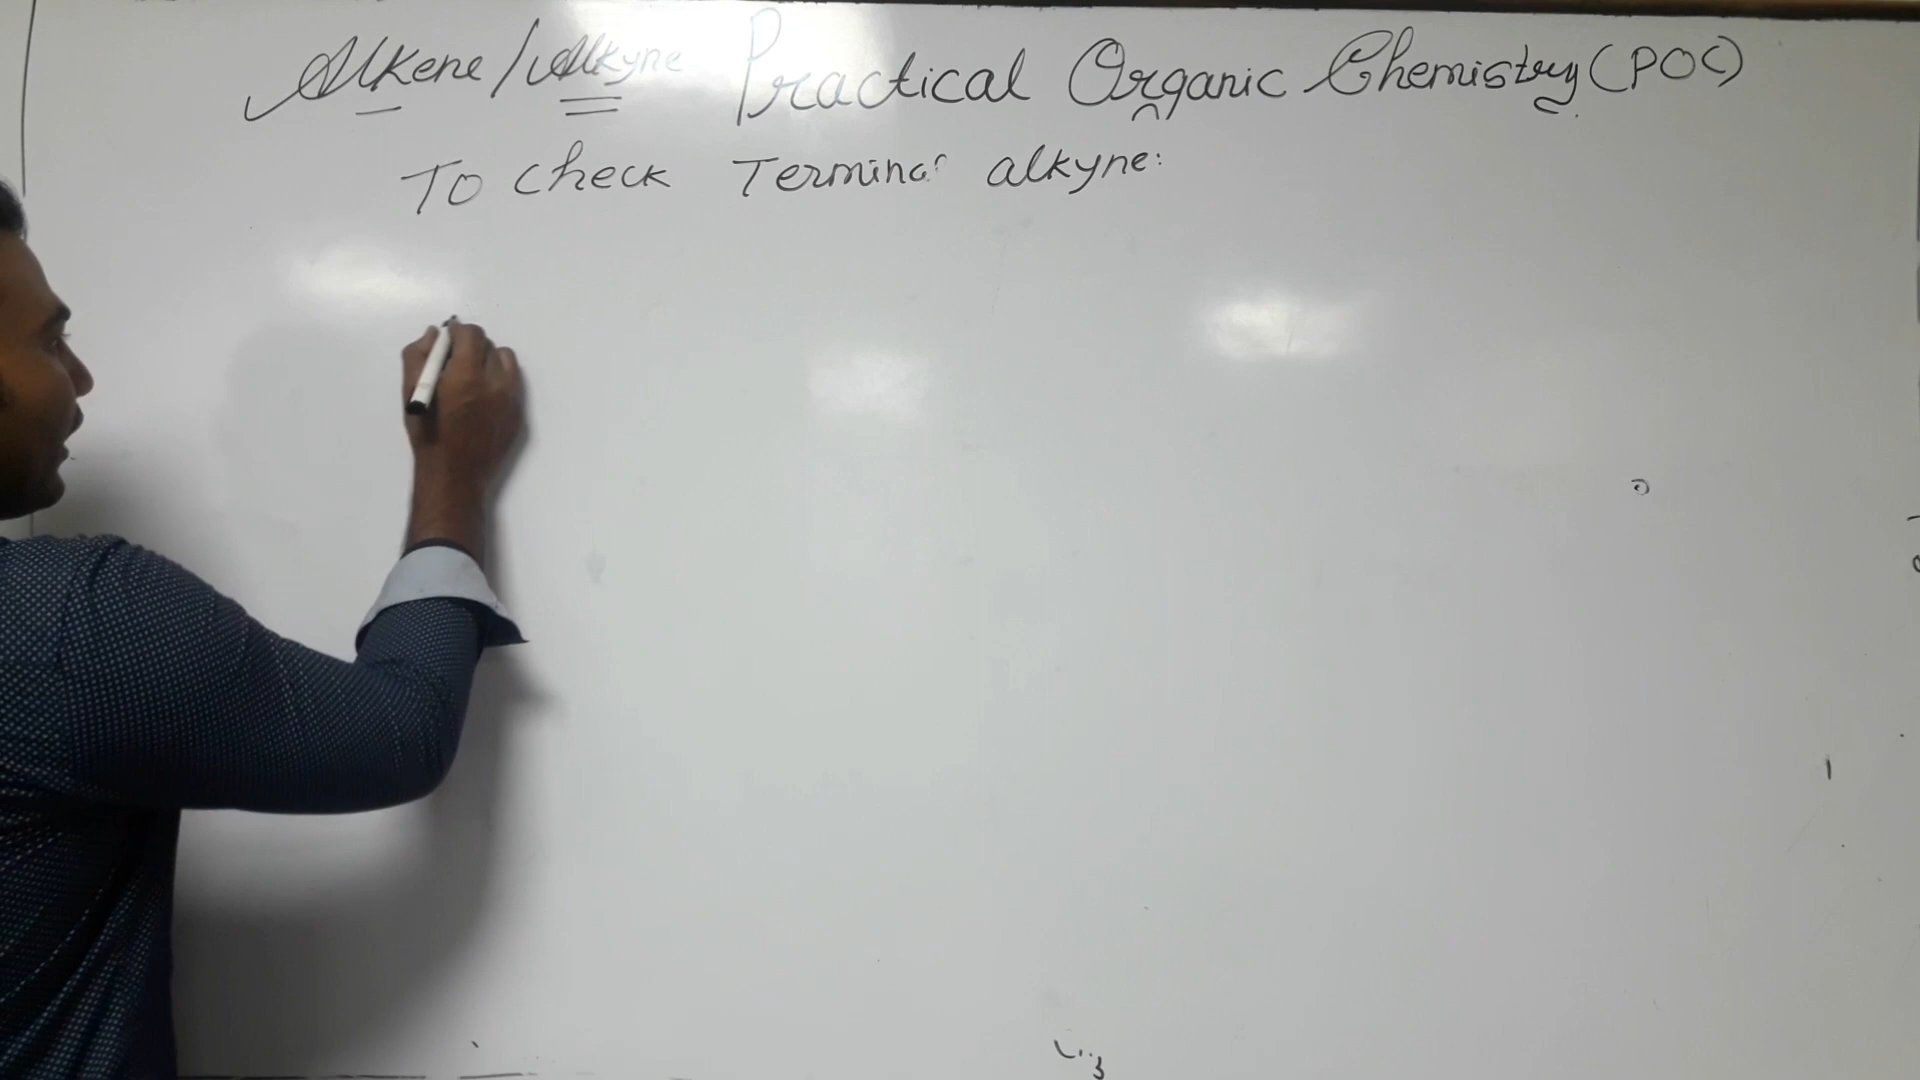 Alkene/Alkyne Practical Organic Chemistry (POC)
To check Terminal alkyne: